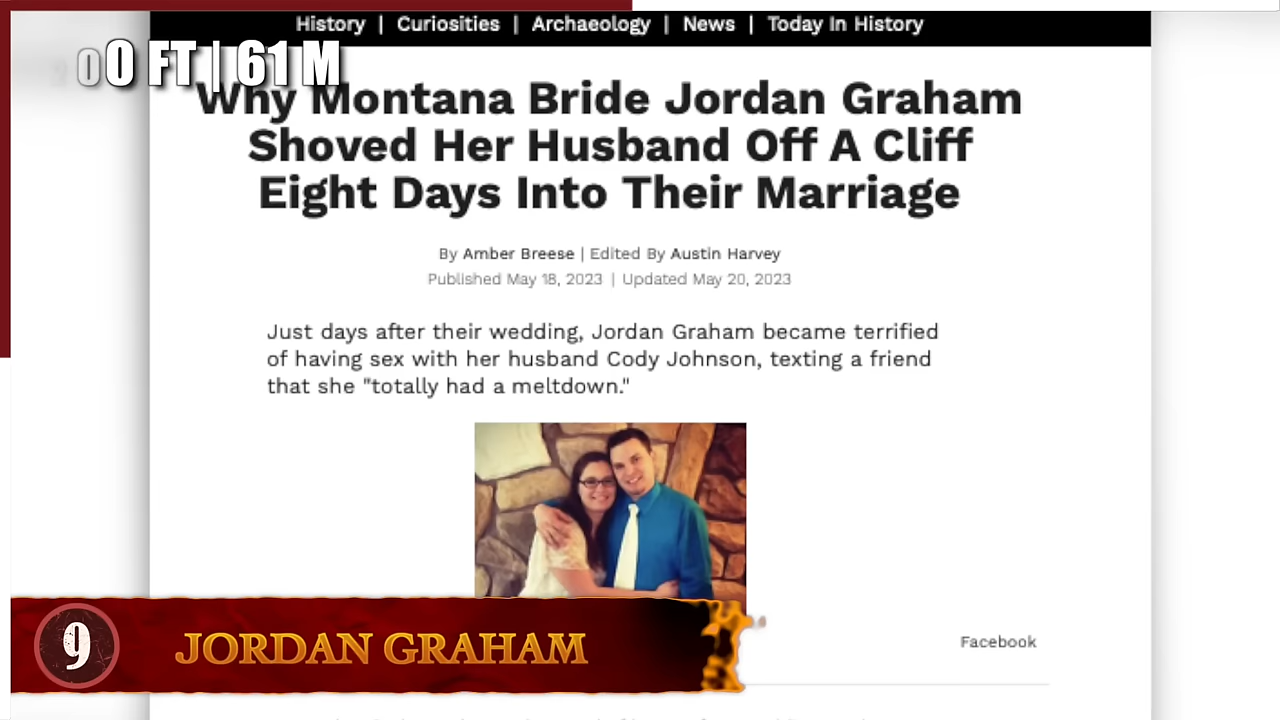 History | Curiosities | Archaeology | News | Today In History
00 FT | 61 M
Why Montana Bride Jordan Graham
Shoved Her Husband Off A Cliff
Eight Days Into Their Marriage
By Amber Breese | Edited By Austin Harvey
Published May 18, 2023 | Updated May 20, 2023
Just days after their wedding, Jordan Graham became terrified
of having sex with her husband Cody Johnson, texting a friend
that she "totally had a meltdown."
Facebook
9 JORDAN GRAHAM